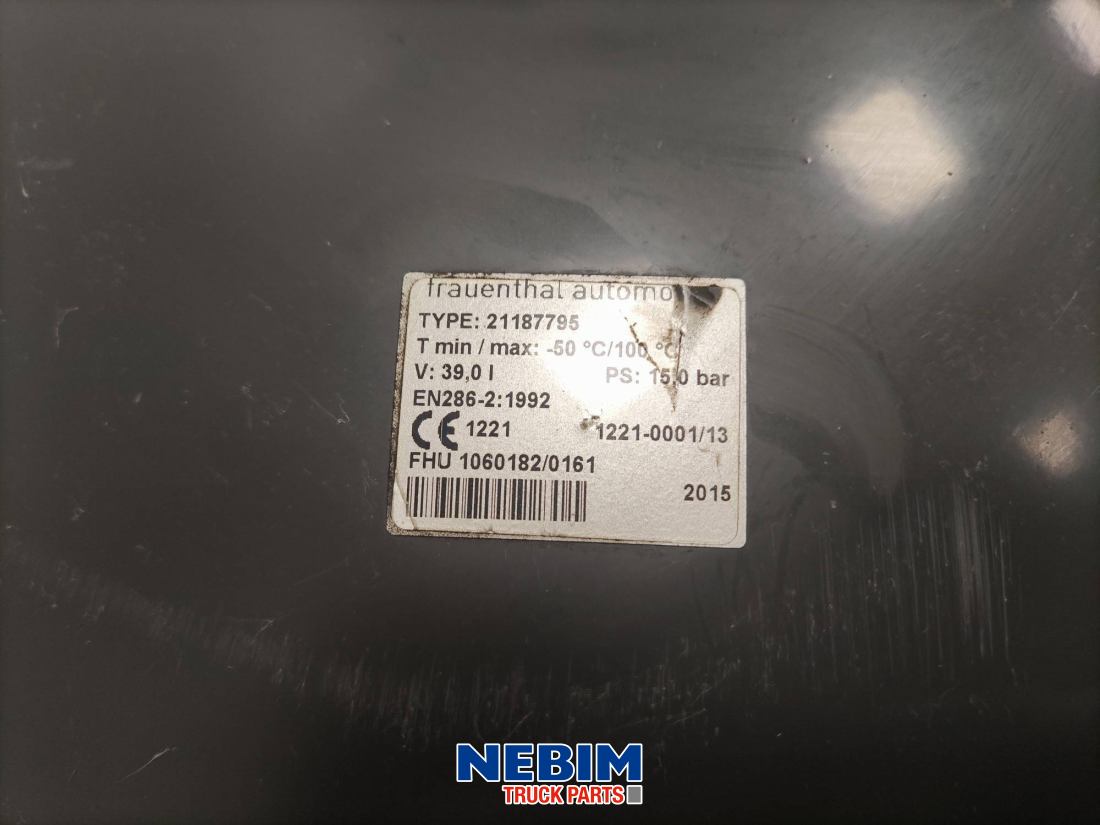 frauenthal automo
TYPE: 21187795
T min / max: -50 °C/100 °C
V: 39,0 l PS: 15,0 bar
EN286-2:1992
CE 1221 1221-0001/13
FHU 1060182/0161
2015
NEBIM
TRUCK PARTS